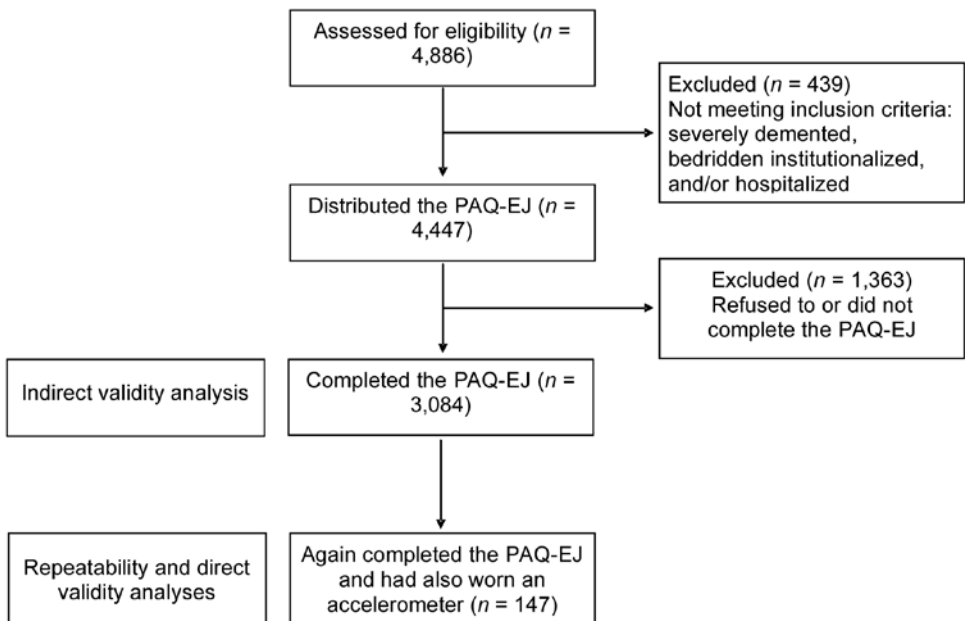 Assessed for eligibility (n =
4,886)
Excluded (n = 439)
Not meeting inclusion criteria:
severely demented,
bedridden institutionalized,
and/or hospitalized
Distributed the PAQ-EJ (n =
4,447)
Excluded (n = 1,363)
Refused to or did not
complete the PAQ-EJ
Indirect validity analysis
Completed the PAQ-EJ (n =
3,084)
Repeatability and direct
validity analyses
Again completed the PAQ-EJ
and had also worn an
accelerometer (n = 147)